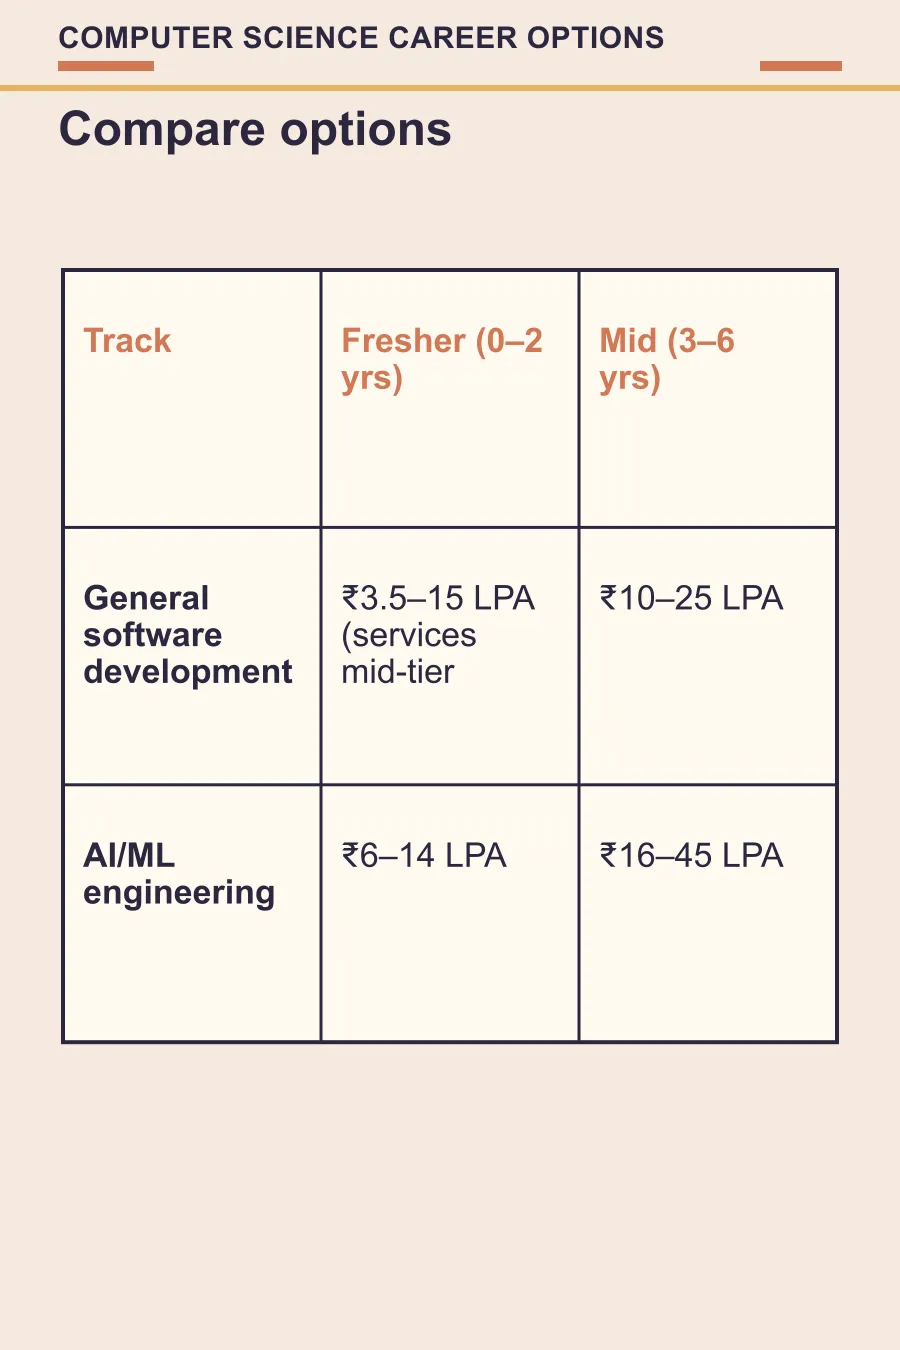 COMPUTER SCIENCE CAREER OPTIONS
Compare options
Track
Fresher (0–2
yrs)
Mid (3–6
yrs)
General
software
development
₹3.5–15 LPA
(services
mid-tier
₹10–25 LPA
AI/ML
engineering
₹6–14 LPA
₹16–45 LPA